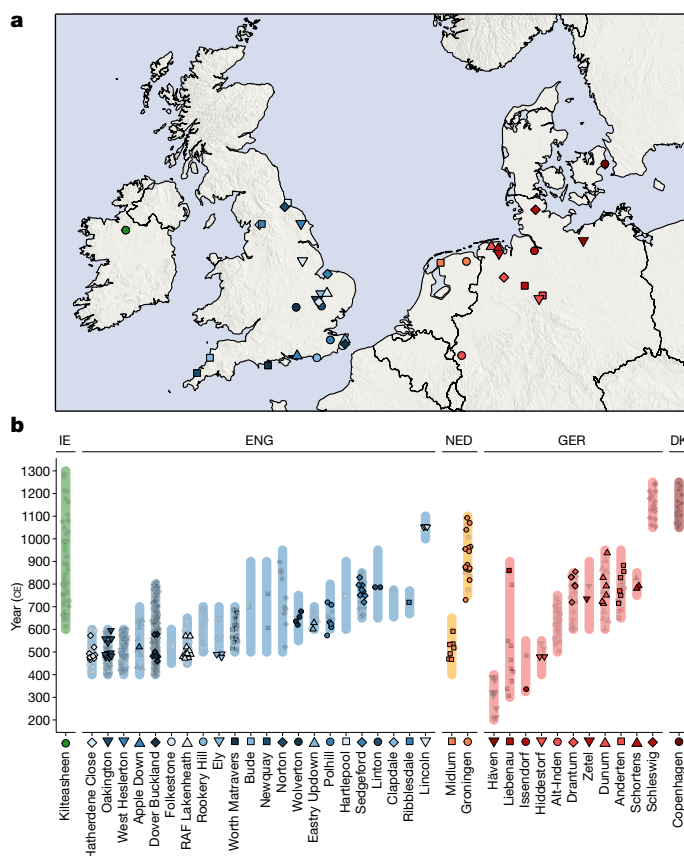 a
b
IE ENG NED GER DK
1300
1200
1100
1000
900
800
700
600
500
400
300
200
Year (CE)
Kilteasheen
Hatherdene Close
Oakington
West Heslerton
Apple Down
Dover Buckland
Folkestone
RAF Lakenheath
Rookery Hill
Ely
Worth Matravers
Bude
Newquay
Norton
Wolverton
Eastry Updown
Polhill
Hartlepool
Sedgeford
Linton
Clapdale
Ribblesdale
Lincoln
Midlum
Groningen
Häven
Liebenau
Issendorf
Hiddestorf
Alt-Inden
Drantum
Zetel
Dunum
Anderten
Schortens
Schleswig
Copenhagen